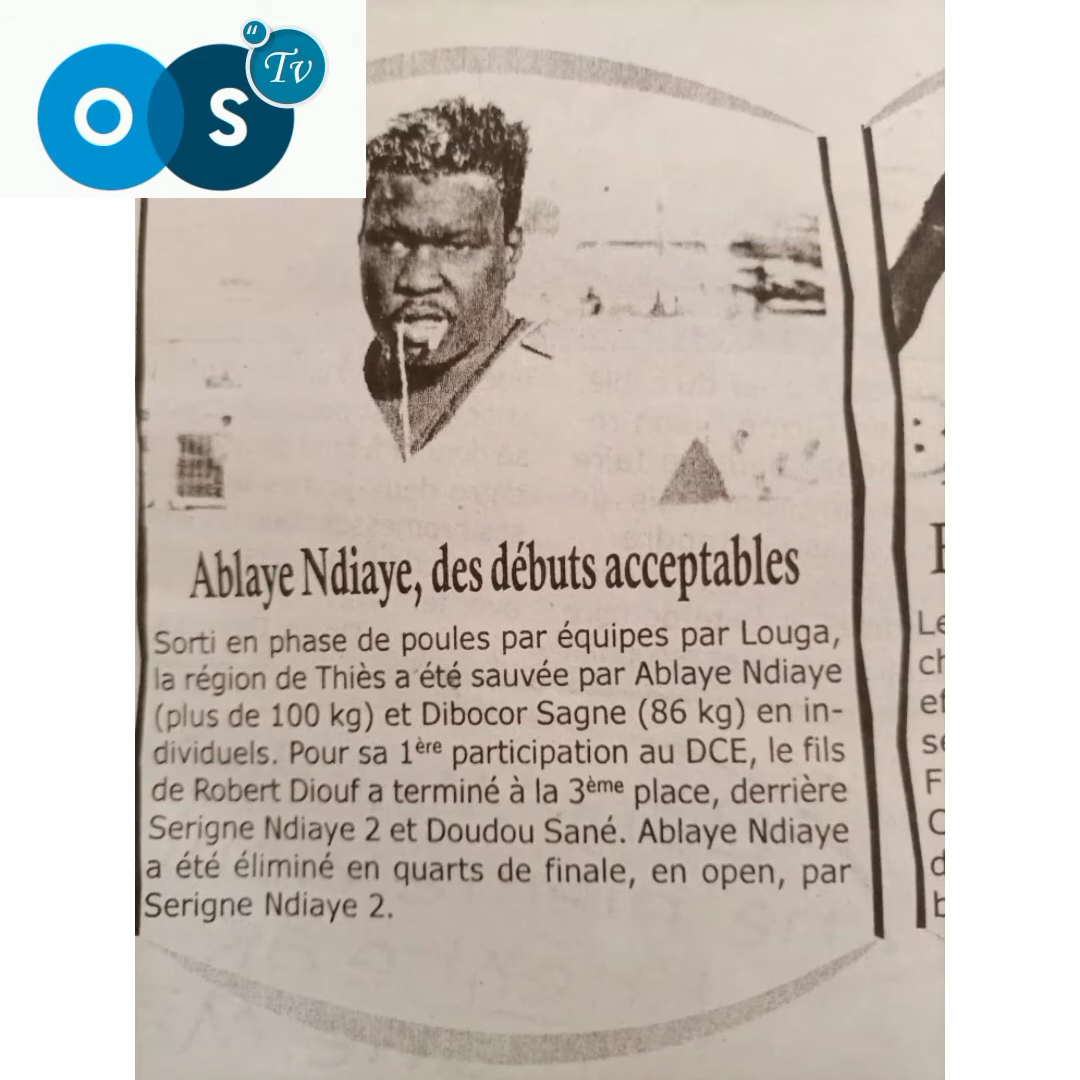 O S " Tv
Ablaye Ndiaye, des débuts acceptables
Sorti en phase de poules par équipes par Louga,
la région de Thiès a été sauvée par Ablaye Ndiaye
(plus de 100 kg) et Dibocor Sagne (86 kg) en in-
dividuels. Pour sa 1ère participation au DCE, le fils
de Robert Diouf a terminé à la 3ème place, derrière
Serigne Ndiaye 2 et Doudou Sané. Ablaye Ndiaye
a été éliminé en quarts de finale, en open, par
Serigne Ndiaye 2.